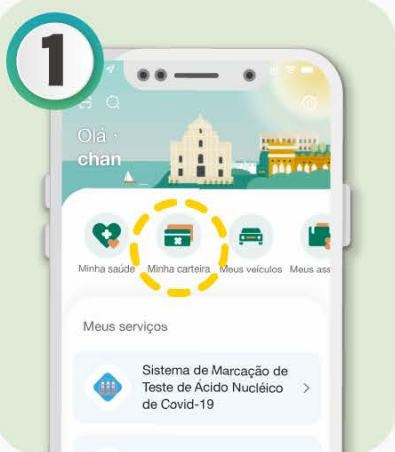 1
Olá ·
chan
Minha saúde
Minha carteira
Meus veículos
Meus ass
Meus serviços
Sistema de Marcação de
Teste de Ácido Nucléico
de Covid-19